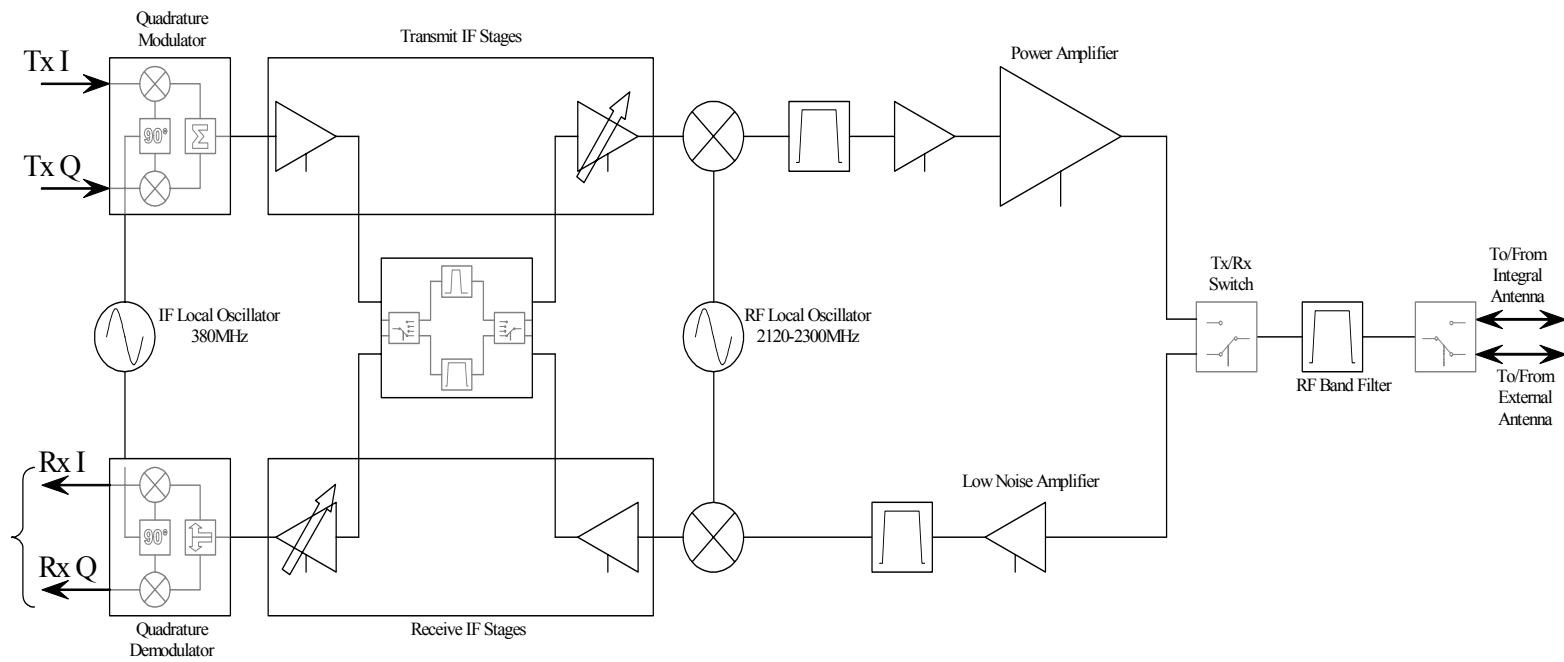 Quadrature
Modulator
Transmit IF Stages
Power Amplifier
Tx I
90°
Σ
Tx Q
IF Local Oscillator
380MHz
RF Local Oscillator
2120-2300MHz
Tx/Rx
Switch
RF Band Filter
To/From
Integral
Antenna
To/From
External
Antenna
Rx I
90°
Rx Q
Low Noise Amplifier
Quadrature
Demodulator
Receive IF Stages